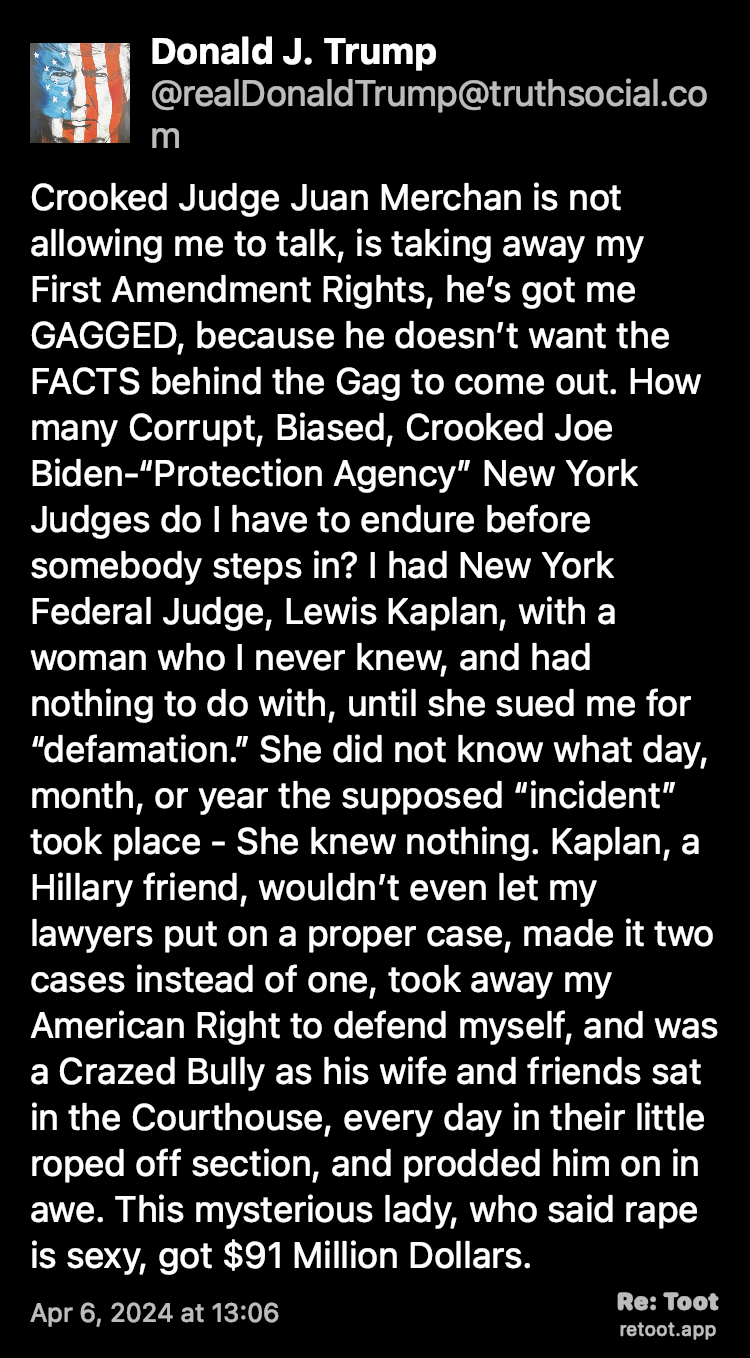 Donald J. Trump
@realDonaldTrump@truthsocial.co
m
Crooked Judge Juan Merchan is not
allowing me to talk, is taking away my
First Amendment Rights, he’s got me
GAGGED, because he doesn’t want the
FACTS behind the Gag to come out. How
many Corrupt, Biased, Crooked Joe
Biden-“Protection Agency” New York
Judges do I have to endure before
somebody steps in? I had New York
Federal Judge, Lewis Kaplan, with a
woman who I never knew, and had
nothing to do with, until she sued me for
“defamation.” She did not know what day,
month, or year the supposed “incident”
took place - She knew nothing. Kaplan, a
Hillary friend, wouldn’t even let my
lawyers put on a proper case, made it two
cases instead of one, took away my
American Right to defend myself, and was
a Crazed Bully as his wife and friends sat
in the Courthouse, every day in their little
roped off section, and prodded him on in
awe. This mysterious lady, who said rape
is sexy, got $91 Million Dollars.
Apr 6, 2024 at 13:06
Re: Toot
retoot.app